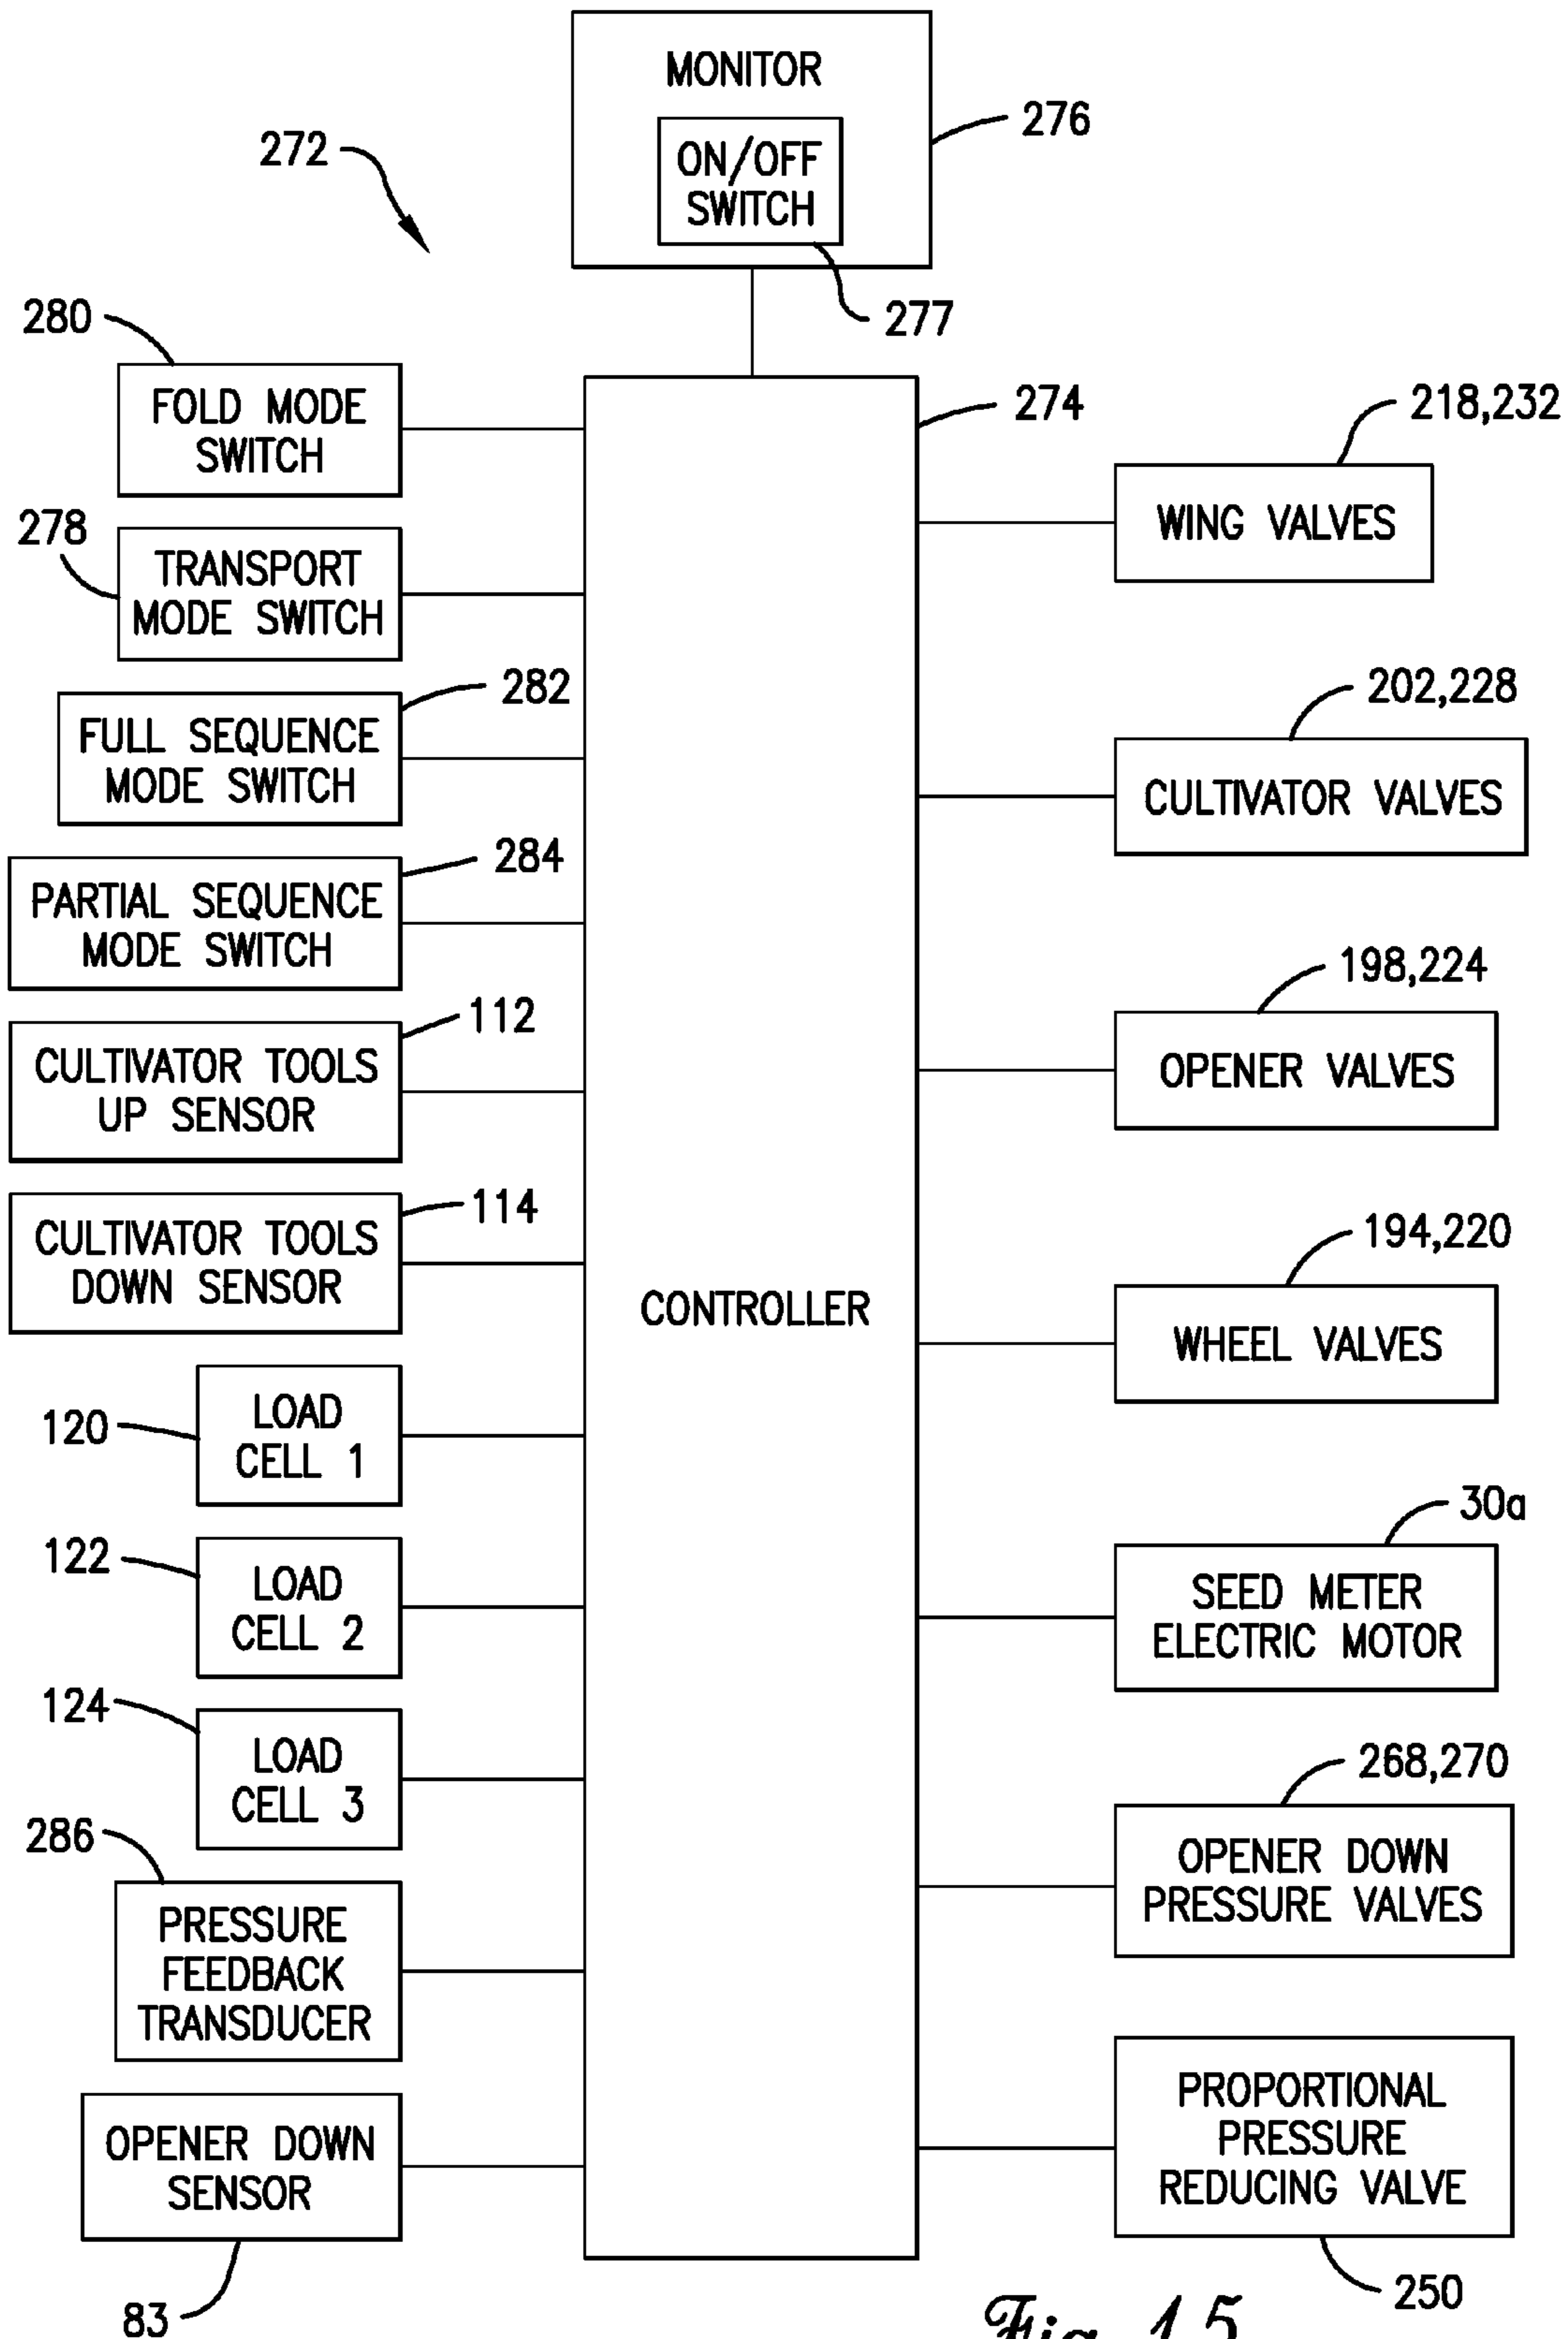 MONITOR
276
ON/OFF
SWITCH
272
277
280
FOLD MODE
SWITCH
274
218,232
WING VALVES
278
TRANSPORT
MODE SWITCH
282
FULL SEQUENCE
MODE SWITCH
202,228
CULTIVATOR VALVES
284
PARTIAL SEQUENCE
MODE SWITCH
198,224
OPENER VALVES
112
CULTIVATOR TOOLS
UP SENSOR
114
CULTIVATOR TOOLS
DOWN SENSOR
CONTROLLER
194,220
WHEEL VALVES
120
LOAD
CELL 1
30a
SEED METER
ELECTRIC MOTOR
122
LOAD
CELL 2
124
LOAD
CELL 3
268,270
OPENER DOWN
PRESSURE VALVES
286
PRESSURE
FEEDBACK
TRANSDUCER
PROPORTIONAL
PRESSURE
REDUCING VALVE
250
OPENER DOWN
SENSOR
83
Fig. 15